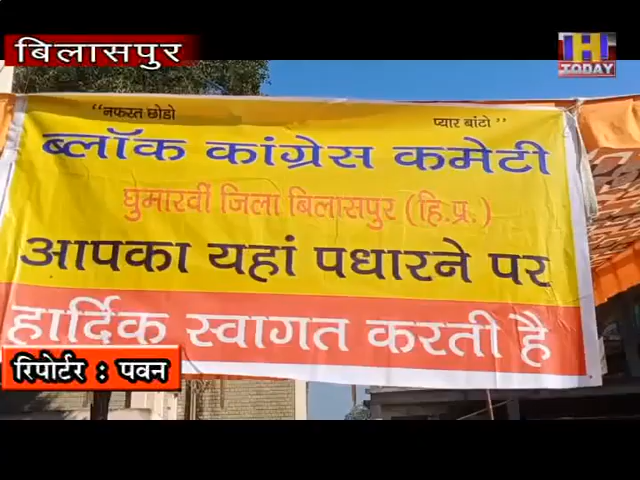 बिलासपुर
H!
TODAY
"नफरत छोडो प्यार बांटो"
ब्लॉक कांग्रेस कमेटी
घुमारवीं जिला बिलासपुर (हि.प्र.)
आपका यहां पधारने पर
हार्दिक स्वागत करती है
रिपोर्टर : पवन